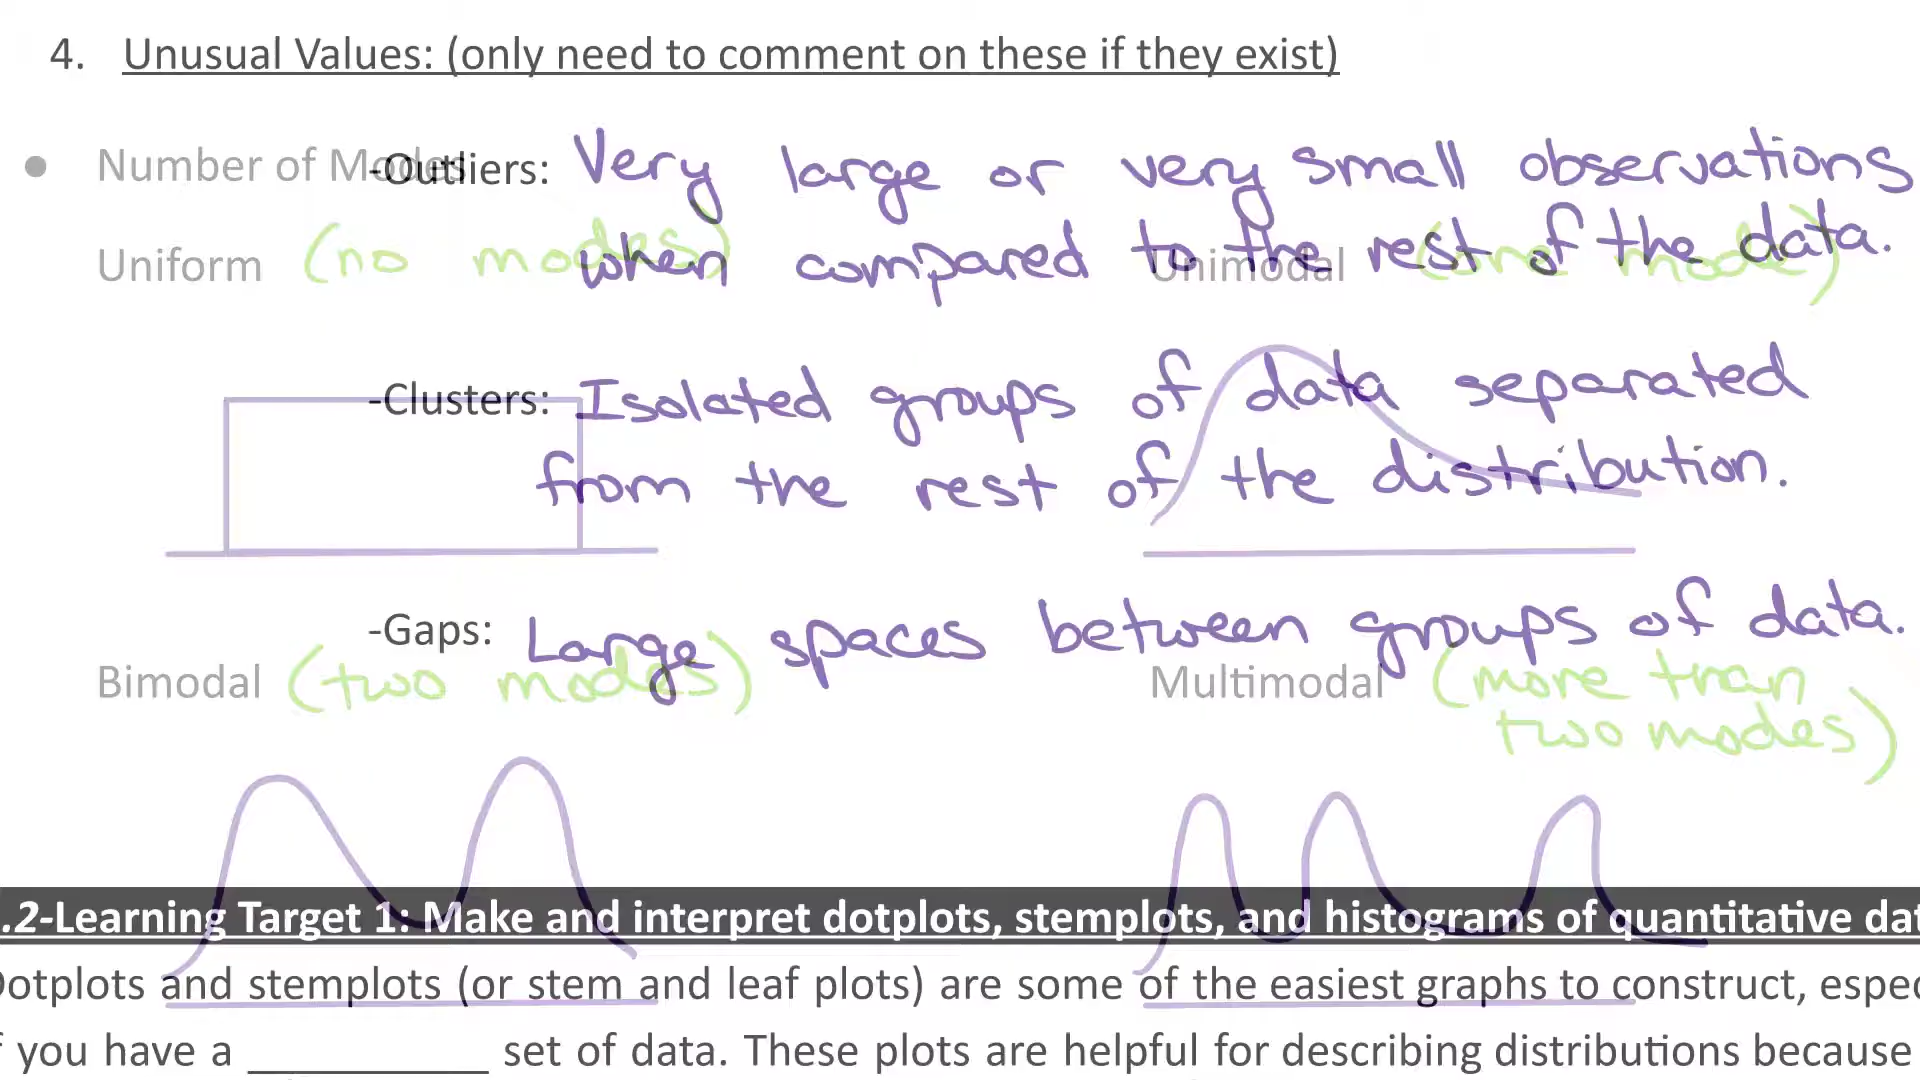 4. Unusual Values: (only need to comment on these if they exist)
● Number of Modes
-Outliers: Very large or very small observations
when compared to the rest of the data.
Uniform (no modes)
Unimodal (one mode)
-Clusters: Isolated groups of data separated
from the rest of the distribution.
-Gaps: Large spaces between groups of data.
Bimodal (two modes)
Multimodal (more than
two modes)
.2-Learning Target 1: Make and interpret dotplots, stemplots, and histograms of quantitative dat
Dotplots and stemplots (or stem and leaf plots) are some of the easiest graphs to construct, espec
f you have a __________ set of data. These plots are helpful for describing distributions because